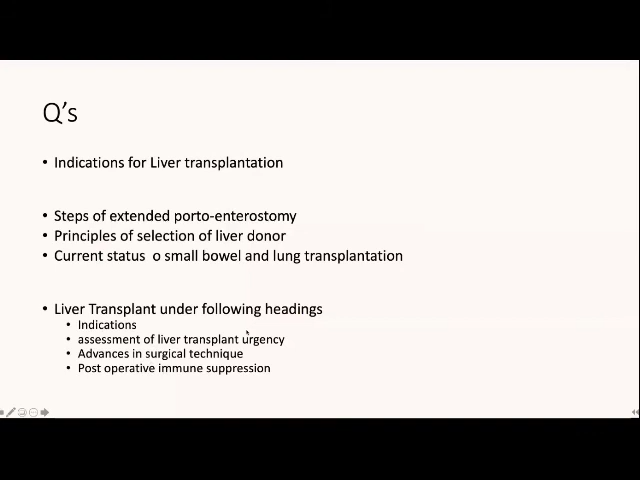 Q's
• Indications for Liver transplantation
• Steps of extended porto-enterostomy
• Principles of selection of liver donor
• Current status o small bowel and lung transplantation
• Liver Transplant under following headings
• Indications
• assessment of liver transplant urgency
• Advances in surgical technique
• Post operative immune suppression